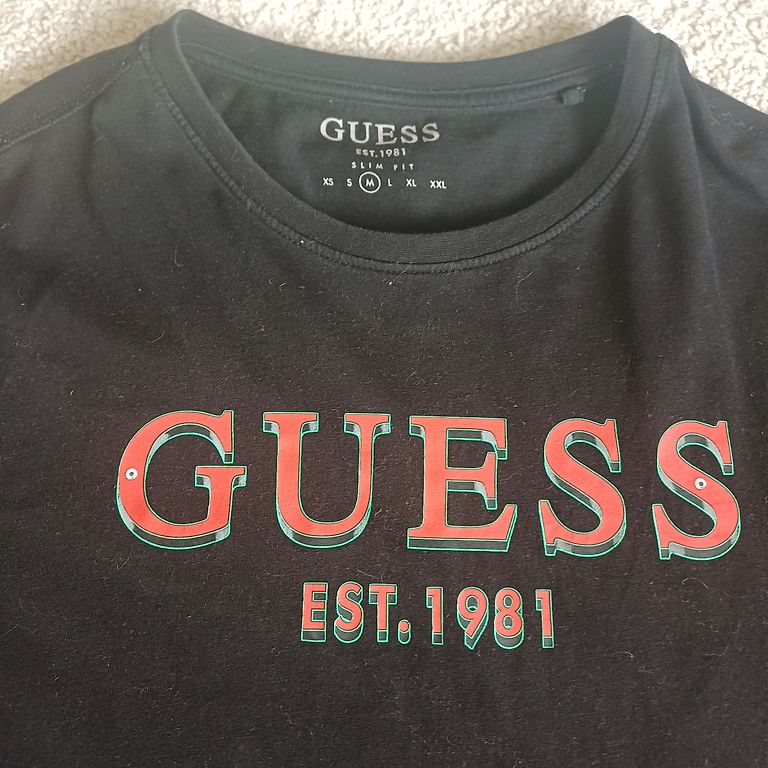 GUESS
EST. 1981
SLIM FIT
XS S M L XL XXL
GUESS
EST. 1981